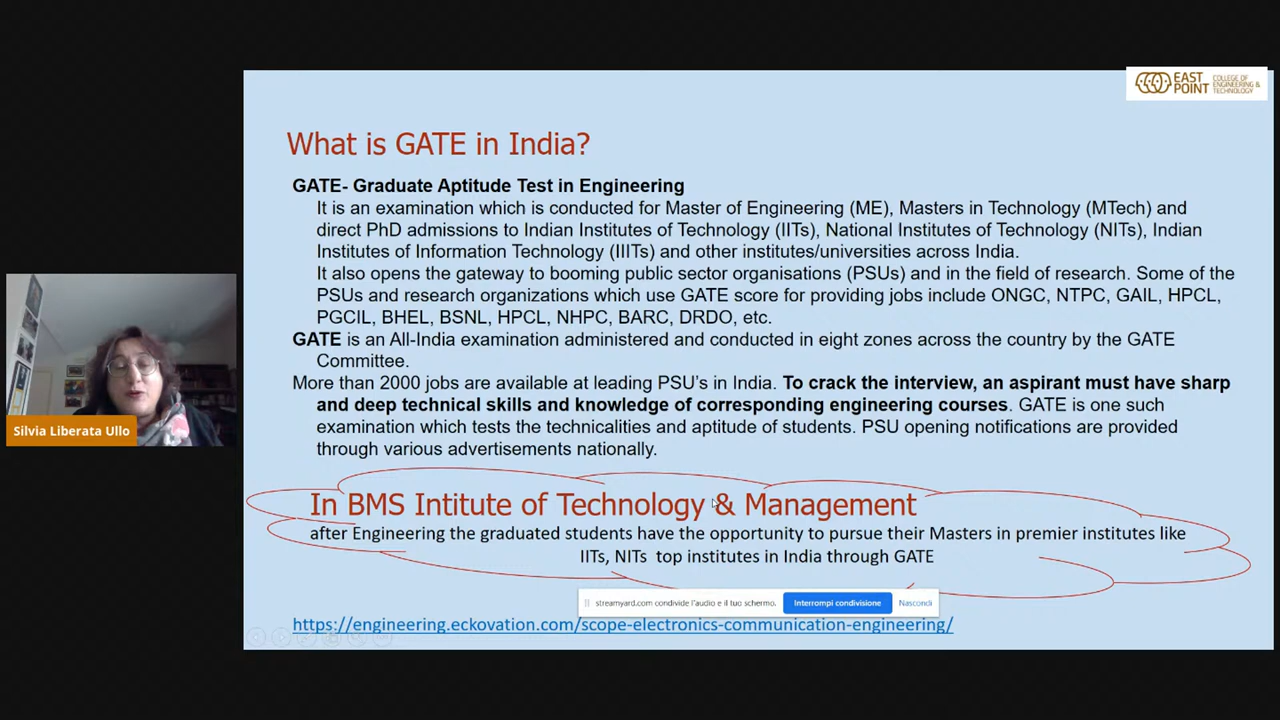 EAST
POINT
COLLEGE OF
ENGINEERING &
TECHNOLOGY
What is GATE in India?
GATE- Graduate Aptitude Test in Engineering
It is an examination which is conducted for Master of Engineering (ME), Masters in Technology (MTech) and
direct PhD admissions to Indian Institutes of Technology (IITs), National Institutes of Technology (NITs), Indian
Institutes of Information Technology (IIITs) and other institutes/universities across India.
It also opens the gateway to booming public sector organisations (PSUs) and in the field of research. Some of the
PSUs and research organizations which use GATE score for providing jobs include ONGC, NTPC, GAIL, HPCL,
PGCIL, BHEL, BSNL, HPCL, NHPC, BARC, DRDO, etc.
GATE is an All-India examination administered and conducted in eight zones across the country by the GATE
Committee.
More than 2000 jobs are available at leading PSU's in India. To crack the interview, an aspirant must have sharp
and deep technical skills and knowledge of corresponding engineering courses. GATE is one such
examination which tests the technicalities and aptitude of students. PSU opening notifications are provided
through various advertisements nationally.
Silvia Liberata Ullo
In BMS Intitute of Technology & Management
after Engineering the graduated students have the opportunity to pursue their Masters in premier institutes like
IITs, NITs top institutes in India through GATE
streamyard.com condivide l'audio e il tuo schermo.
Interrompi condivisione
Nascondi
https://engineering.eckovation.com/scope-electronics-communication-engineering/